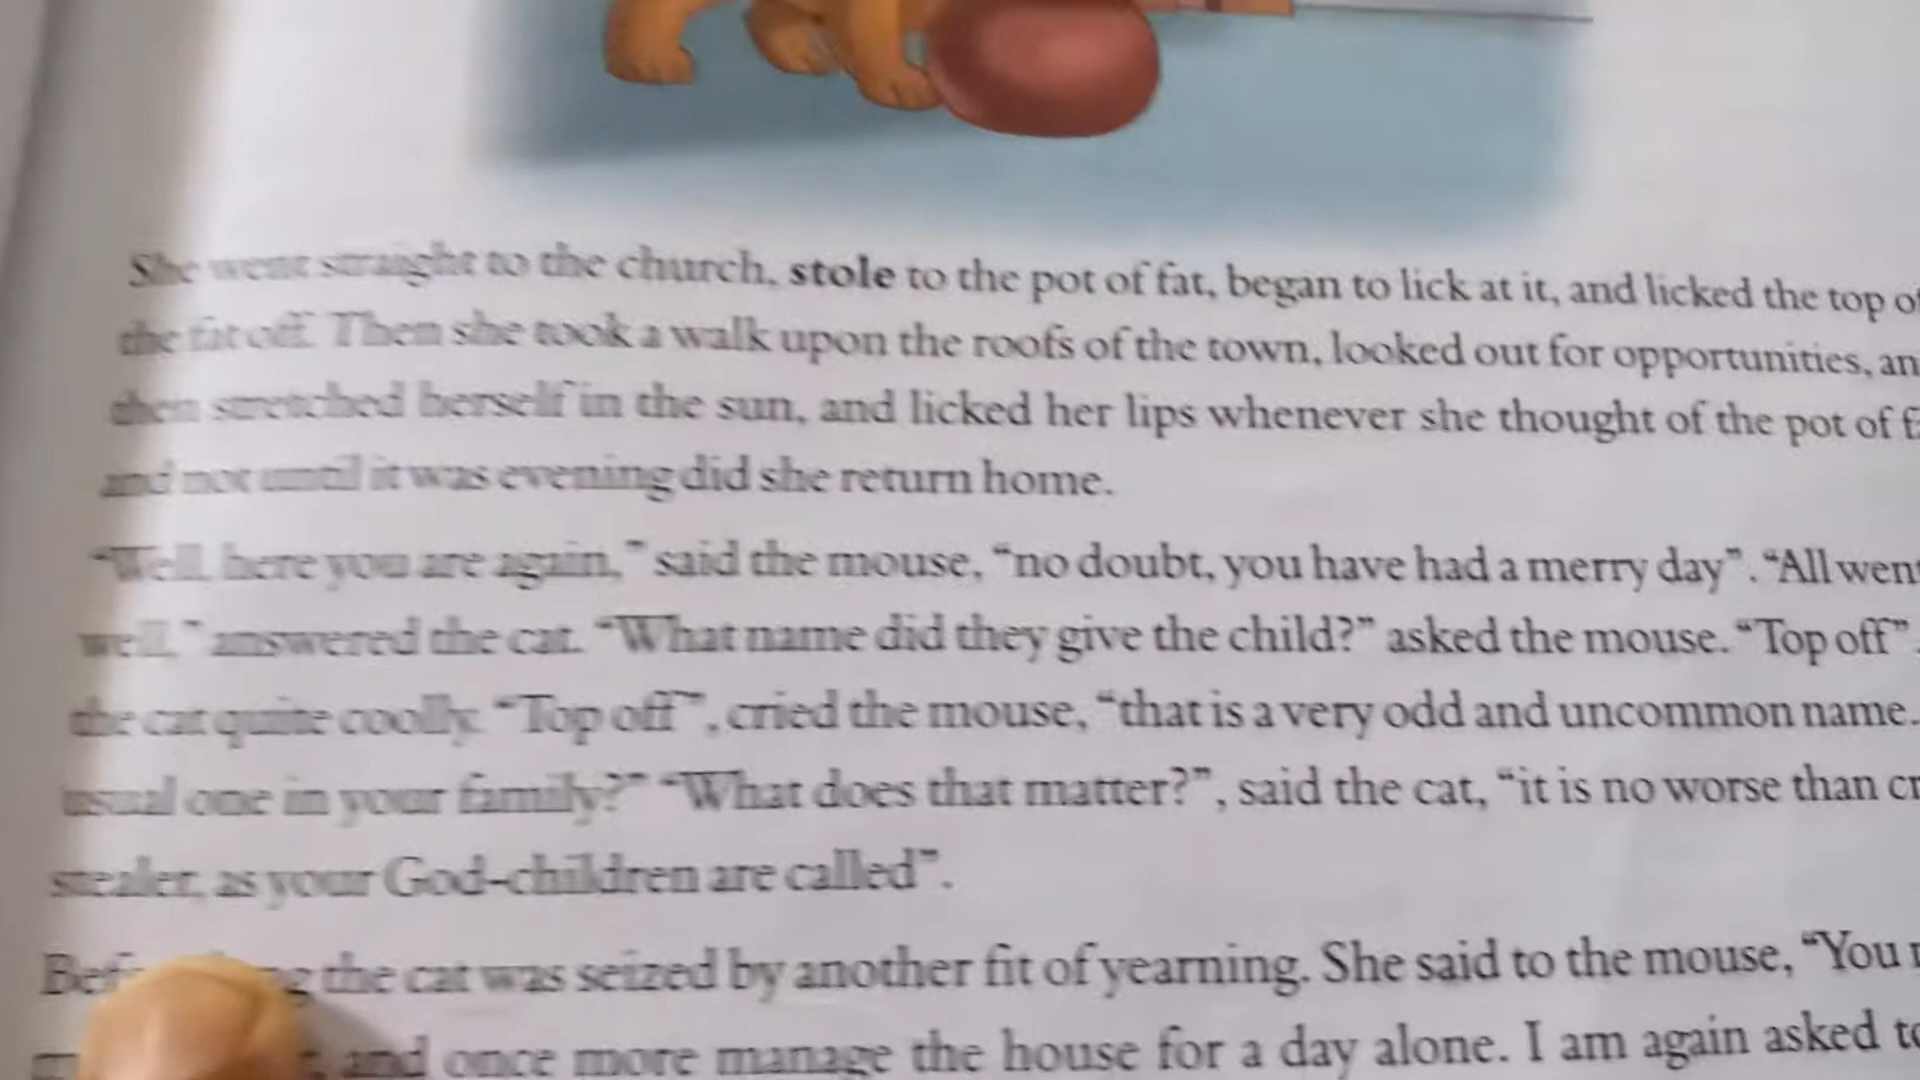 She went straight to the church, stole to the pot of fat, began to lick at it, and licked the top of
the fat off. Then she took a walk upon the roofs of the town, looked out for opportunities, an
then stretched herself in the sun, and licked her lips whenever she thought of the pot of f
and not until it was evening did she return home.
“Well, here you are again,” said the mouse, “no doubt, you have had a merry day”. “All went
well,” answered the cat. “What name did they give the child?” asked the mouse. “Top off”.
the cat quite coolly. “Top off”, cried the mouse, “that is a very odd and uncommon name.
usual one in your family?” “What does that matter?”, said the cat, “it is no worse than cr
stealer, as your God-children are called”.
the cat was seized by another fit of yearning. She said to the mouse, “You
and once more manage the house for a day alone. I am again asked to